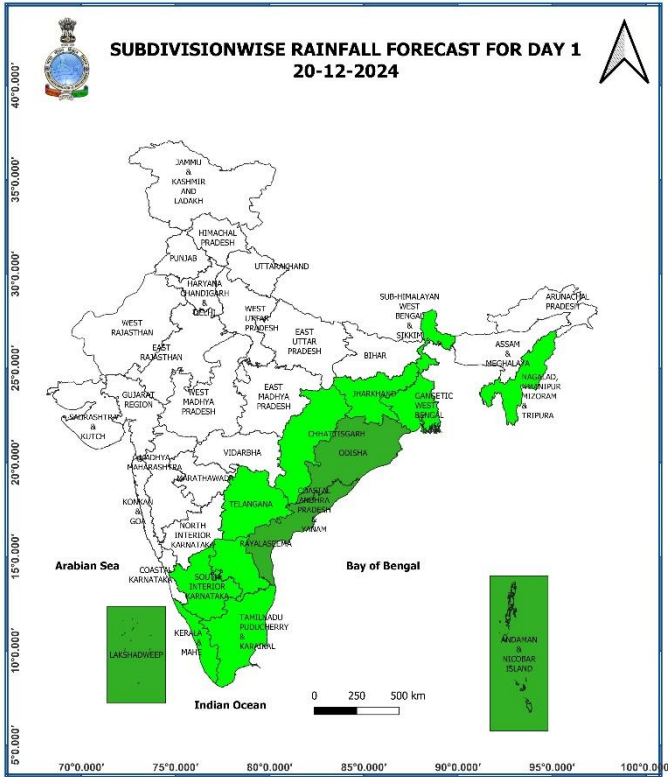 SUBDIVISIONWISE RAINFALL FORECAST FOR DAY 1
20-12-2024
40°0.000'
35°0.000'
30°0.000'
25°0.000'
20°0.000'
15°0.000'
10°0.000'
5°0.000'
JAMMU
&
KASHMIR
AND
LADAKH
HIMACHAL
PRADESH
PUNJAB
UTTARAKHAND
HARYANA
CHANDIGARH
&
DELHI
WEST
RAJASTHAN
EAST
RAJASTHAN
WEST
UTTAR
PRADESH
EAST
UTTAR
PRADESH
BIHAR
SUB-HIMALAYAN
WEST
BENGAL
&
SIKKIM
ARUNACHAL
PRADESH
ASSAM
&
MEGHALAYA
NAGALAD,
MANIPUR
MIZORAM
&
TRIPURA
GUJARAT
REGION
SAURASHTRA
&
KUTCH
WEST
MADHYA
PRADESH
EAST
MADHYA
PRADESH
JHARKHAND
GANGETIC
WEST
BENGAL
CHHATTISGARH
ODISHA
VIDARBHA
MADHYA
MAHARASHTRA
MARATHAWADA
KONKAN
&
GOA
TELANGANA
COASTAL
ANDHRA
PRADESH
&
YANAM
NORTH
INTERIOR
KARNATAKA
RAYALASEEMA
COASTAL
KARNATAKA
SOUTH
INTERIOR
KARNATAKA
Arabian Sea
Bay of Bengal
KERALA
&
MAHE
TAMILNADU
PUDUCHERRY
&
KARAIKAL
LAKSHADWEEP
ANDAMAN
&
NICOBAR
ISLAND
Indian Ocean
0 250 500 km
70°0.000' 75°0.000' 80°0.000' 85°0.000' 90°0.000' 95°0.000' 100°0.000'